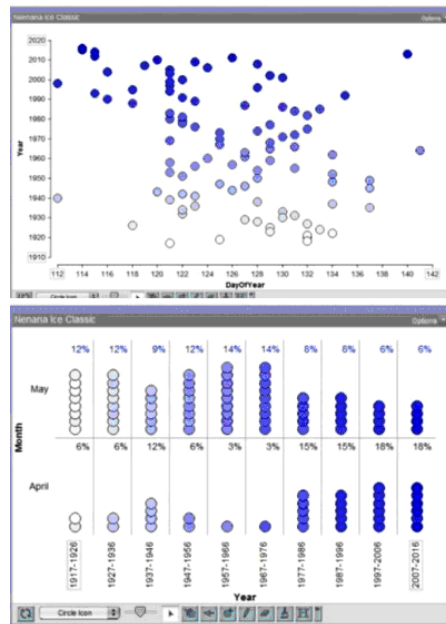 Nenana Ice Classic Options
2020
2010
2000
1990
1980
1970
1960
1950
1940
1930
1920
1910
Year
112 114 116 118 120 122 124 126 128 130 132 134 136 138 140 142
DayOfYear
Circle Icon
Nenana Ice Classic Options
12% 12% 9% 12% 14% 14% 8% 6% 6% 6%
May
6% 6% 12% 6% 3% 3% 15% 15% 18% 18%
Month
April
1917-1926 1927-1936 1937-1946 1947-1956 1957-1966 1967-1976 1977-1986 1987-1996 1997-2006 2007-2016
Year
Circle Icon